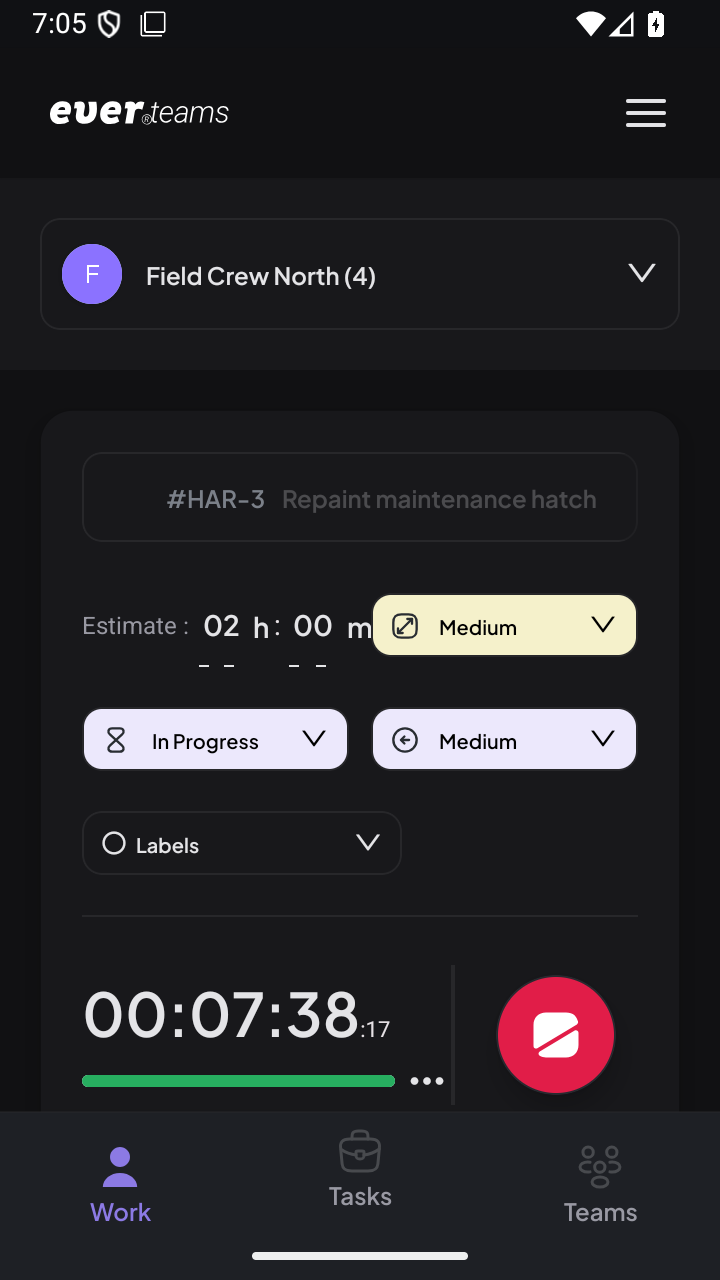 7:05
ever®teams
F Field Crew North (4)
#HAR-3 Repaint maintenance hatch
Estimate : 02 h : 00 m Medium
In Progress Medium
Labels
00:07:38:17
Work Tasks Teams